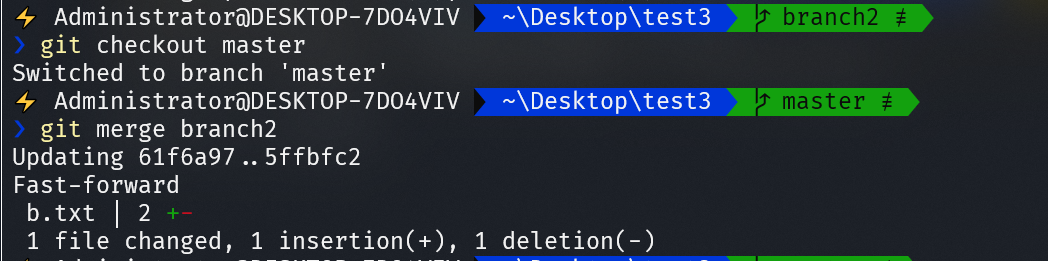 ⚡ Administrator@DESKTOP-7DO4VIV ~\Desktop\test3 branch2 ≢
❯ git checkout master
Switched to branch 'master'
⚡ Administrator@DESKTOP-7DO4VIV ~\Desktop\test3 master ≢
❯ git merge branch2
Updating 61f6a97..5ffbfc2
Fast-forward
b.txt | 2 +-
1 file changed, 1 insertion(+), 1 deletion(-)